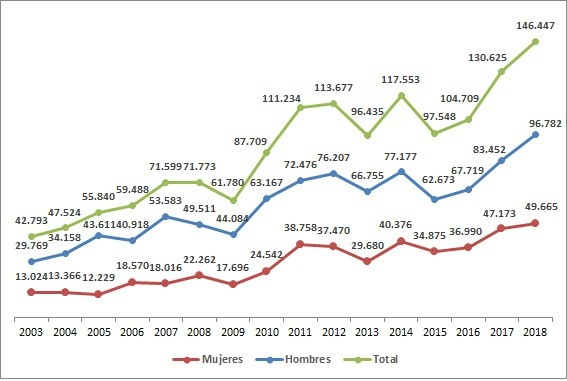 42.793 47.524 55.840 59.488 71.599 71.773 61.780 87.709 111.234 113.677 96.435 117.553 97.548 104.709 130.625 146.447
29.769 34.158 43.611 40.918 53.583 49.511 44.084 63.167 72.476 76.207 66.755 77.177 62.673 67.719 83.452 96.782
13.024 13.366 12.229 18.570 18.016 22.262 17.696 24.542 38.758 37.470 29.680 40.376 34.875 36.990 47.173 49.665
2003 2004 2005 2006 2007 2008 2009 2010 2011 2012 2013 2014 2015 2016 2017 2018
Mujeres Hombres Total